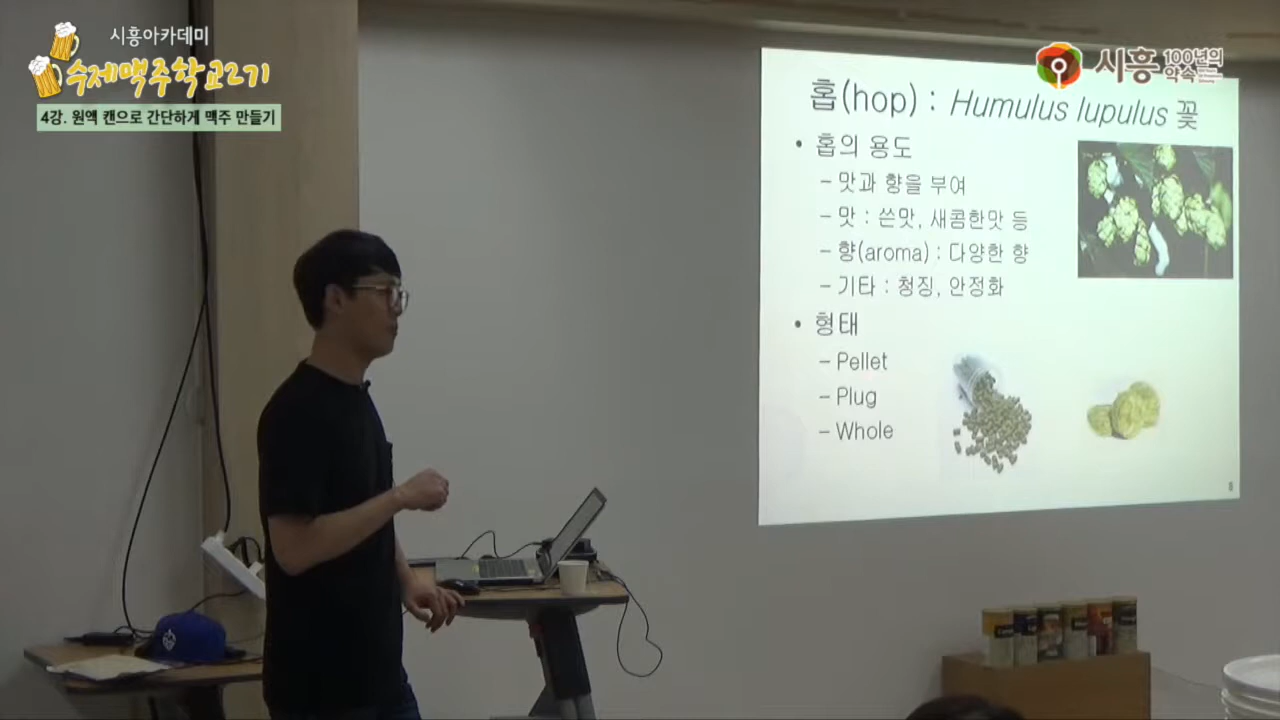 시흥아카데미
수제맥주학교2기
4강. 원액 캔으로 간단하게 맥주 만들기
시흥 100년의 약속
홉(hop) : Humulus lupulus 꽃
• 홉의 용도
– 맛과 향을 부여
– 맛 : 쓴맛, 새콤한맛 등
– 향(aroma) : 다양한 향
– 기타 : 청징, 안정화
• 형태
– Pellet
– Plug
– Whole
8